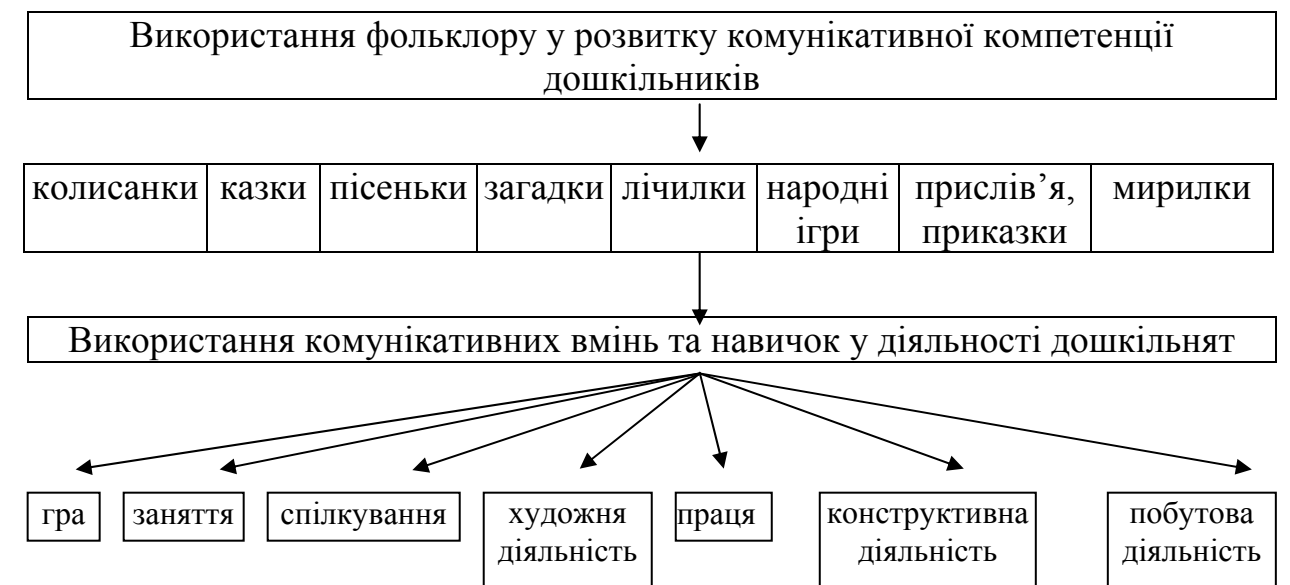 Використання фольклору у розвитку комунікативної компетенції
дошкільників
колисанки казки пісеньки загадки лічилки народні прислів’я, мирилки
ігри приказки
Використання комунікативних вмінь та навичок у діяльності дошкільнят
гра заняття спілкування художня праця конструктивна побутова
діяльність діяльність діяльність